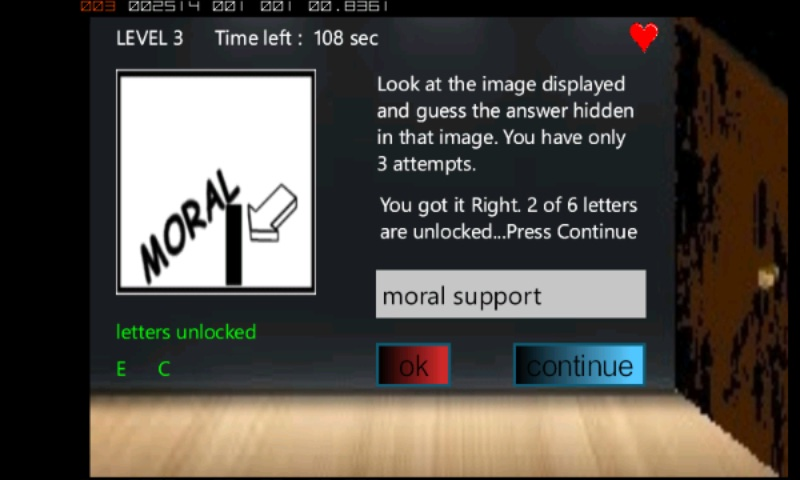 003 002514 001 001 00.8361
LEVEL 3 Time left : 108 sec
Look at the image displayed
and guess the answer hidden
in that image. You have only
3 attempts.
MORAL
You got it Right. 2 of 6 letters
are unlocked...Press Continue
moral support
letters unlocked
E C
ok continue